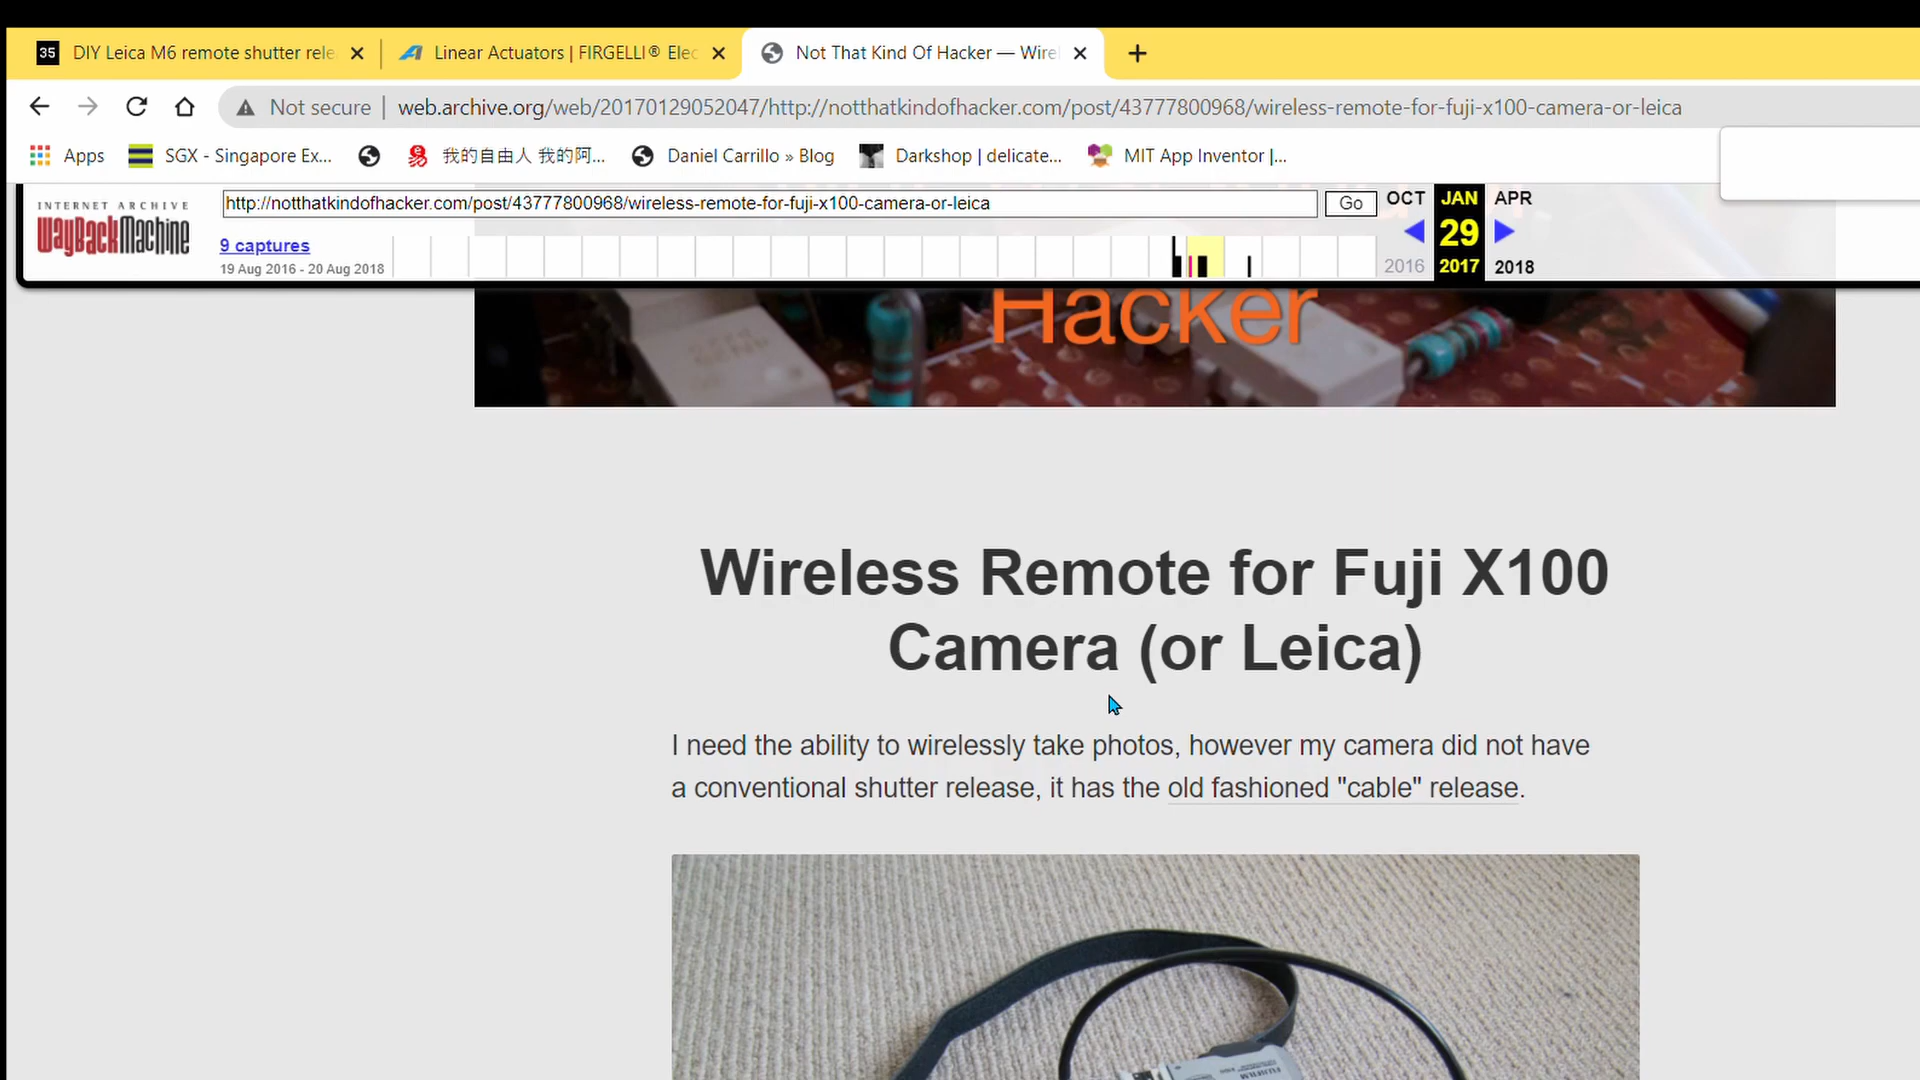 35 DIY Leica M6 remote shutter rele
Linear Actuators | FIRGELLI® Elec
Not That Kind Of Hacker — Wire
Not secure
web.archive.org/web/20170129052047/http://notthatkindofhacker.com/post/43777800968/wireless-remote-for-fuji-x100-camera-or-leica
Apps
SGX - Singapore Ex...
我的自由人 我的阿...
Daniel Carrillo » Blog
Darkshop | delicate...
MIT App Inventor |...
INTERNET ARCHIVE
WayBackMachine
http://notthatkindofhacker.com/post/43777800968/wireless-remote-for-fuji-x100-camera-or-leica
Go
OCT JAN APR
9 captures
29
19 Aug 2016 - 20 Aug 2018
2016 2017 2018
Hacker
Wireless Remote for Fuji X100
Camera (or Leica)
I need the ability to wirelessly take photos, however my camera did not have
a conventional shutter release, it has the old fashioned "cable" release.
FUJIFILM